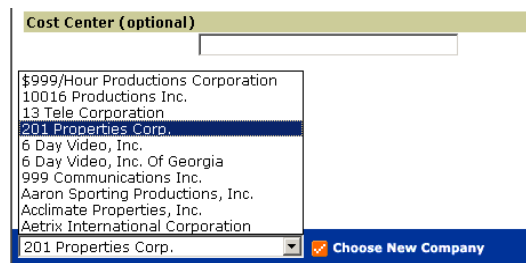 Cost Center (optional)
$999/Hour Productions Corporation
10016 Productions Inc.
13 Tele Corporation
201 Properties Corp.
6 Day Video, Inc.
6 Day Video, Inc. Of Georgia
999 Communications Inc.
Aaron Sporting Productions, Inc.
Acclimate Properties, Inc.
Aetrix International Corporation
201 Properties Corp.
Choose New Company